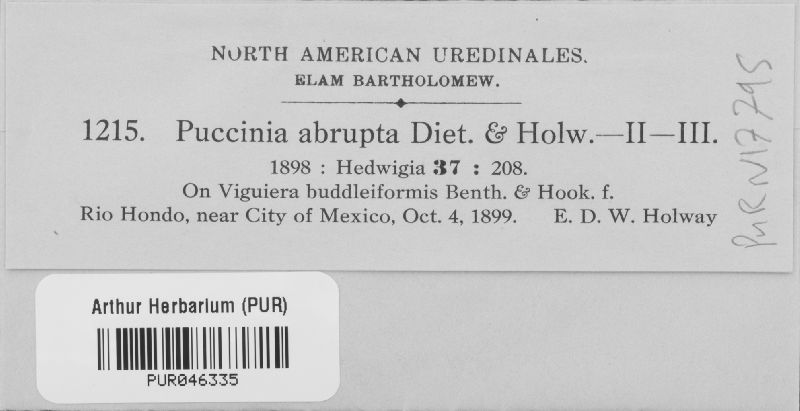 NORTH AMERICAN UREDINALES.
ELAM BARTHOLOMEW.
1215. Puccinia abrupta Diet. & Holw.—II—III.
1898 : Hedwigia 37 : 208.
On Viguiera buddleiformis Benth. & Hook. f.
Rio Hondo, near City of Mexico, Oct. 4, 1899. E. D. W. Holway
PUR N17795
Arthur Herbarium (PUR)
PUR046335